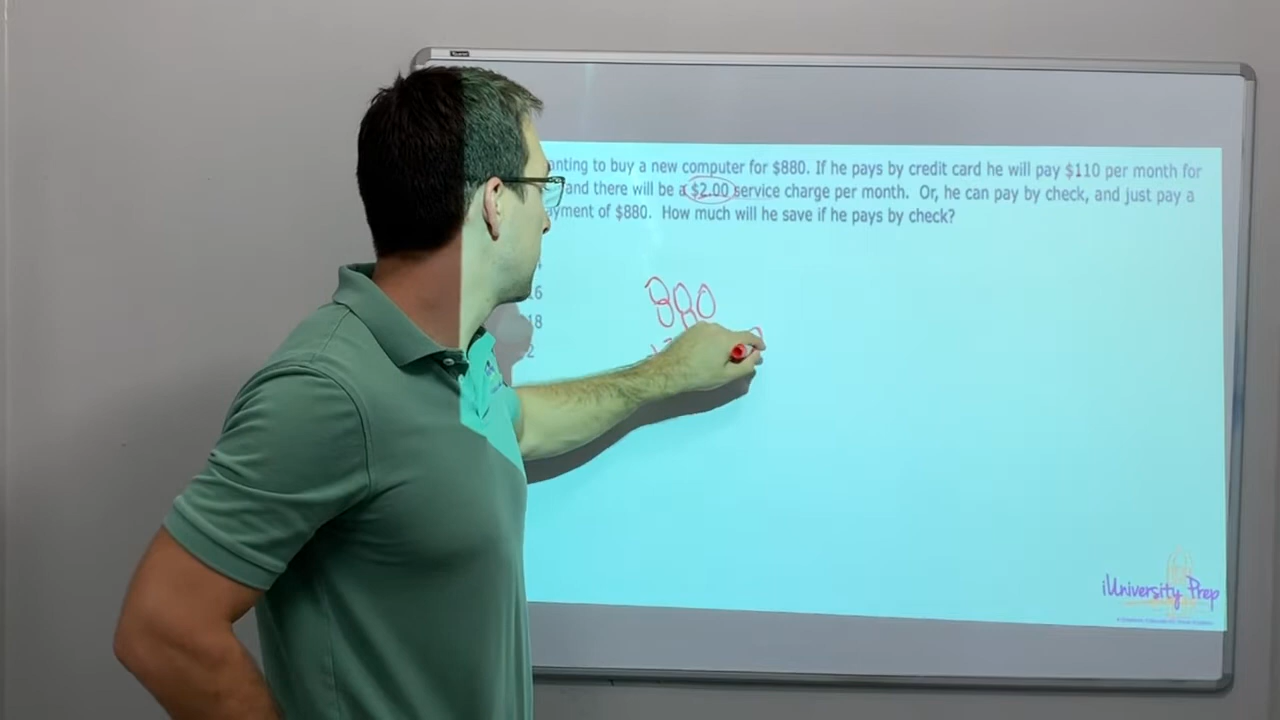 anting to buy a new computer for $880. If he pays by credit card he will pay $110 per month for
and there will be a $2.00 service charge per month. Or, he can pay by check, and just pay a
ayment of $880. How much will he save if he pays by check?
16
18
2
880
iUniversity Prep